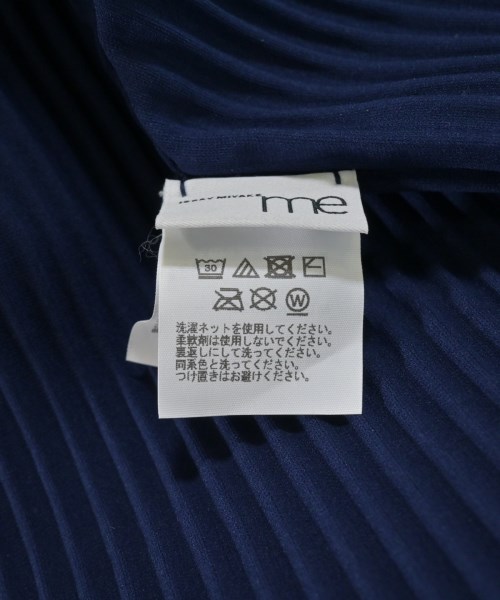 ISSEY MIYAKE me
30
W
洗濯ネットを使用してください。
柔軟剤は使用しないでください。
裏返しにして洗ってください。
同系色と洗ってください。
つけ置きはお避けください。